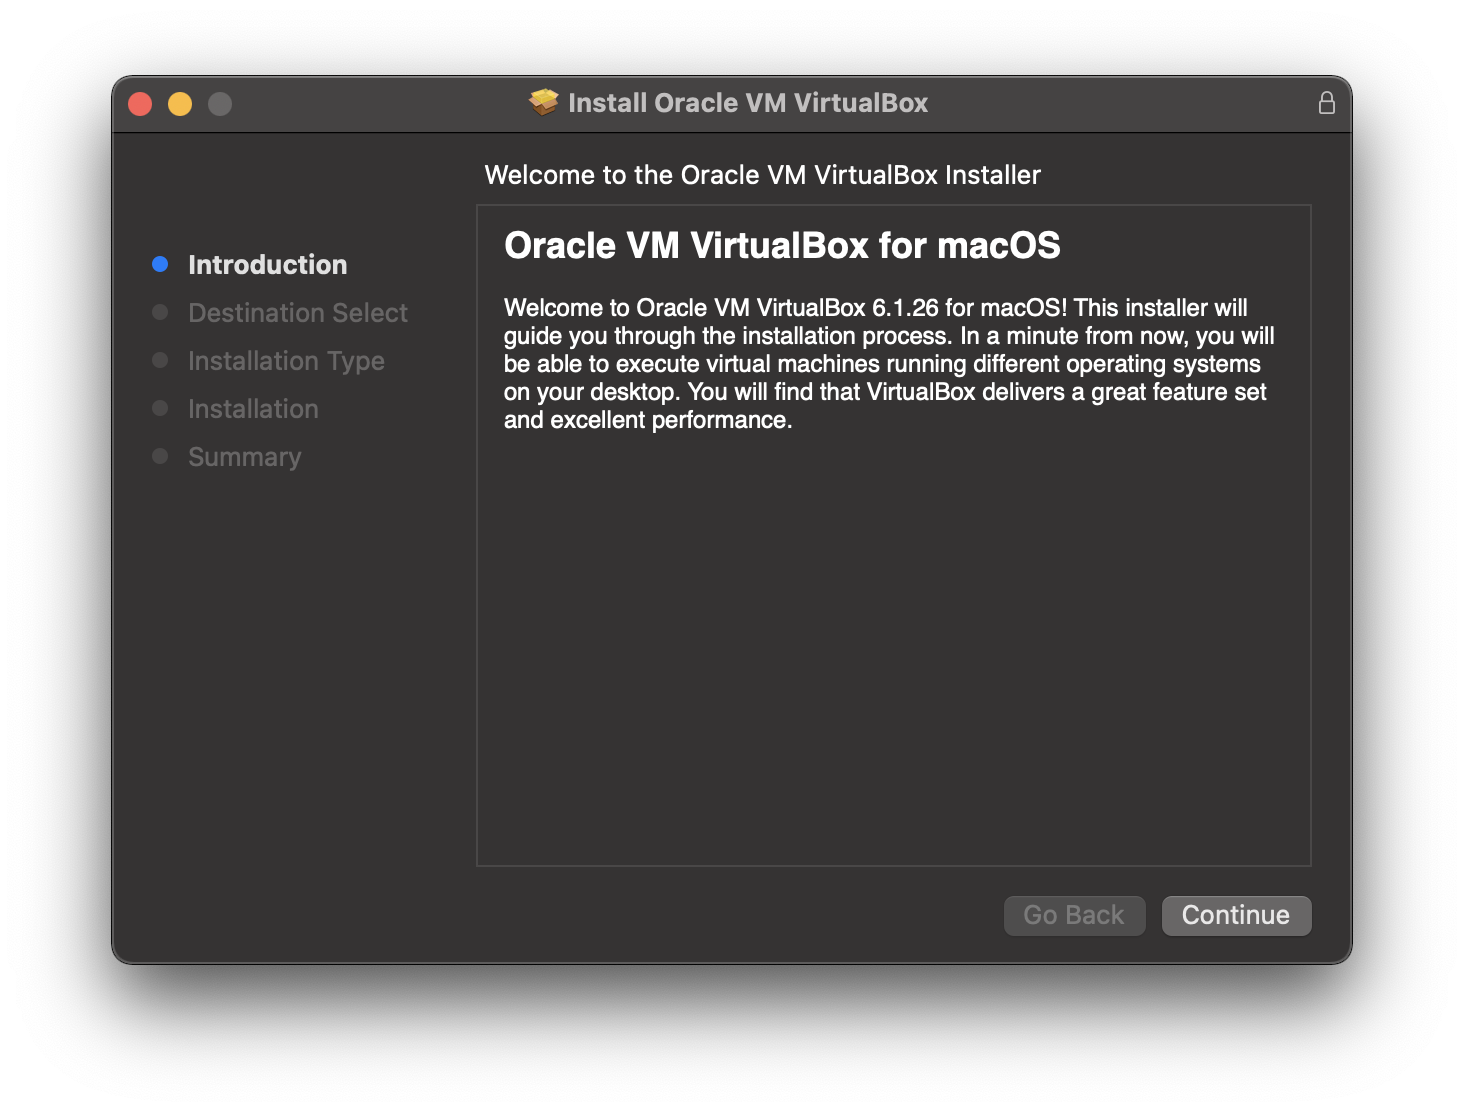 Install Oracle VM VirtualBox
Welcome to the Oracle VM VirtualBox Installer
Introduction
Destination Select
Installation Type
Installation
Summary
Oracle VM VirtualBox for macOS
Welcome to Oracle VM VirtualBox 6.1.26 for macOS! This installer will
guide you through the installation process. In a minute from now, you will
be able to execute virtual machines running different operating systems
on your desktop. You will find that VirtualBox delivers a great feature set
and excellent performance.
Go Back
Continue